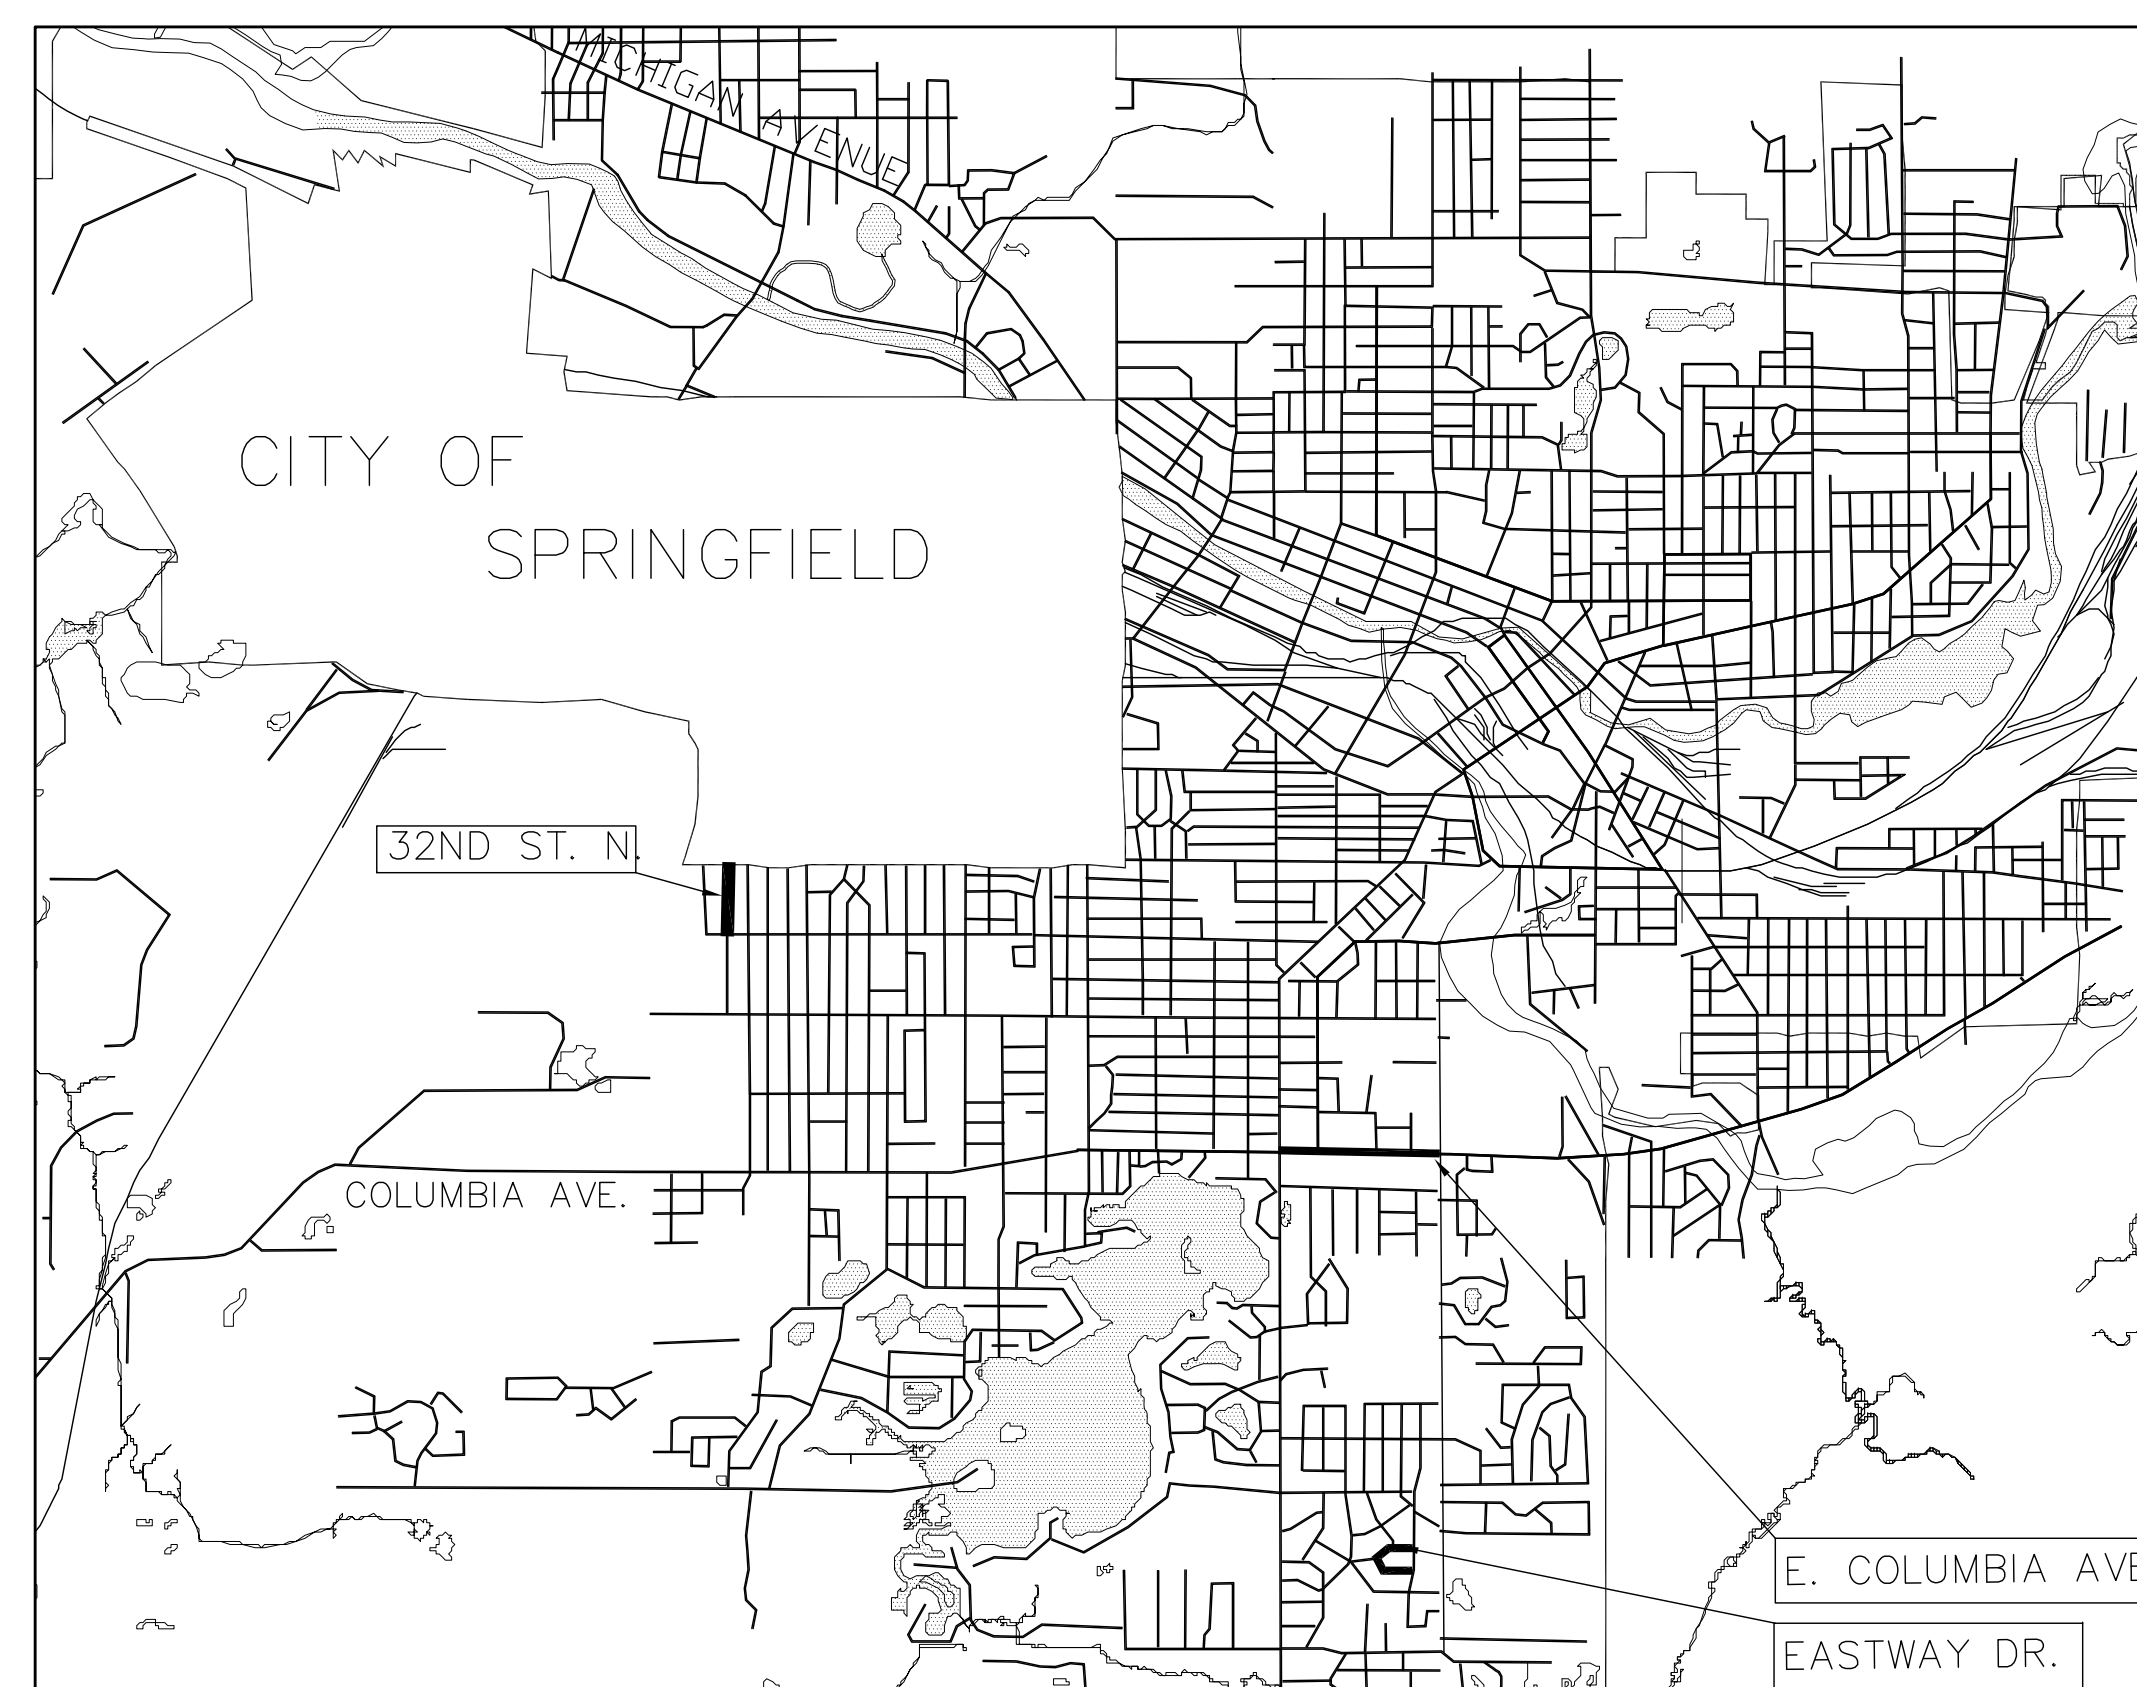 MICHIGAN AVENUE
CITY OF
SPRINGFIELD
32ND ST. N.
COLUMBIA AVE.
E. COLUMBIA AVE
EASTWAY DR.